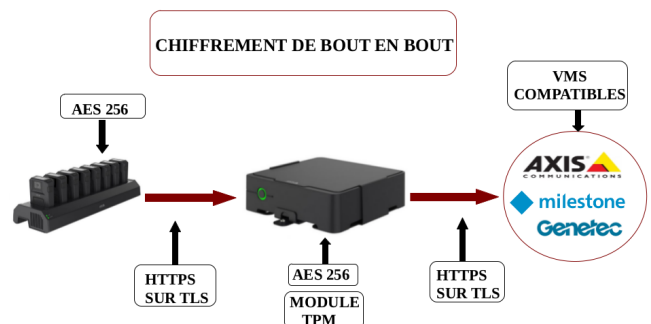 CHIFFREMENT DE BOUT EN BOUT
VMS
COMPATIBLES
AES 256
AXIS
COMMUNICATIONS
milestone
Genetec
HTTPS
SUR TLS
AES 256
MODULE
TPM
HTTPS
SUR TLS